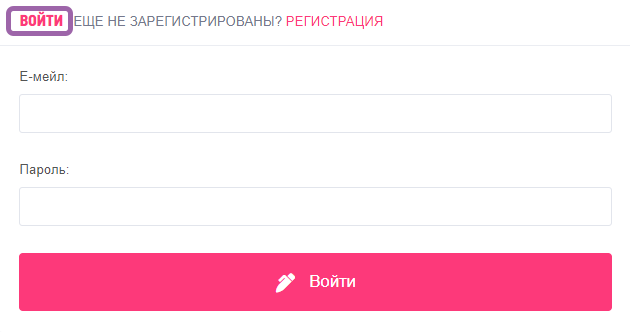 ВОЙТИ ЕЩЕ НЕ ЗАРЕГИСТРИРОВАНЫ? РЕГИСТРАЦИЯ
Е-мейл:
Пароль:
Войти